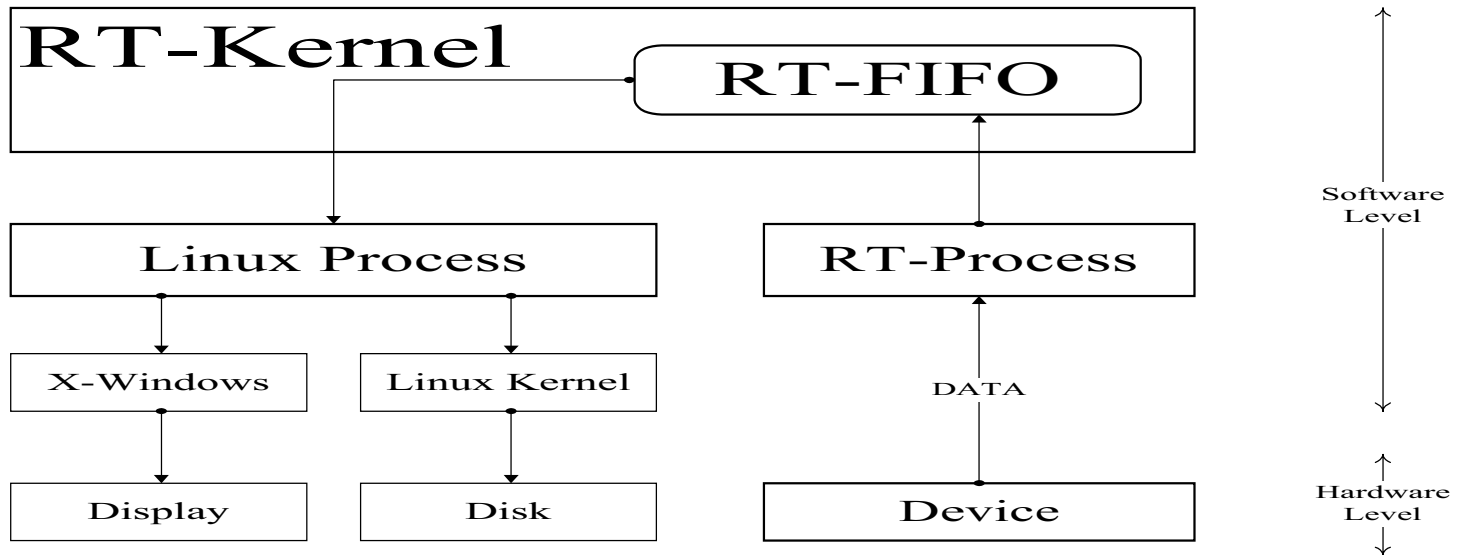 RT-Kernel
RT-FIFO
Software
Level
Linux Process
RT-Process
X-Windows
Linux Kernel
DATA
Display
Disk
Device
Hardware
Level